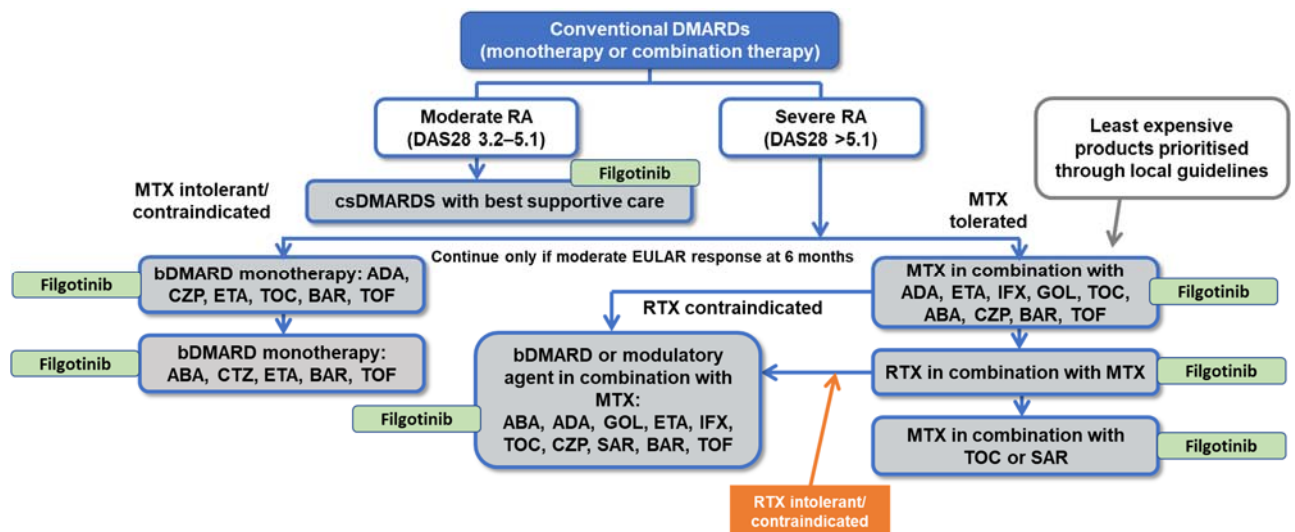 Conventional DMARDs
(monotherapy or combination therapy)
Moderate RA
(DAS28 3.2–5.1)
Severe RA
(DAS28 >5.1)
Least expensive
products prioritised
through local guidelines
Filgotinib
csDMARDS with best supportive care
MTX intolerant/
contraindicated
MTX
tolerated
Continue only if moderate EULAR response at 6 months
Filgotinib
bDMARD monotherapy: ADA,
CZP, ETA, TOC, BAR, TOF
MTX in combination with
ADA, ETA, IFX, GOL, TOC,
ABA, CZP, BAR, TOF
Filgotinib
RTX contraindicated
Filgotinib
bDMARD monotherapy:
ABA, CTZ, ETA, BAR, TOF
bDMARD or modulatory
agent in combination with
MTX:
ABA, ADA, GOL, ETA, IFX,
TOC, CZP, SAR, BAR, TOF
Filgotinib
RTX in combination with MTX
Filgotinib
MTX in combination with
TOC or SAR
Filgotinib
RTX intolerant/
contraindicated